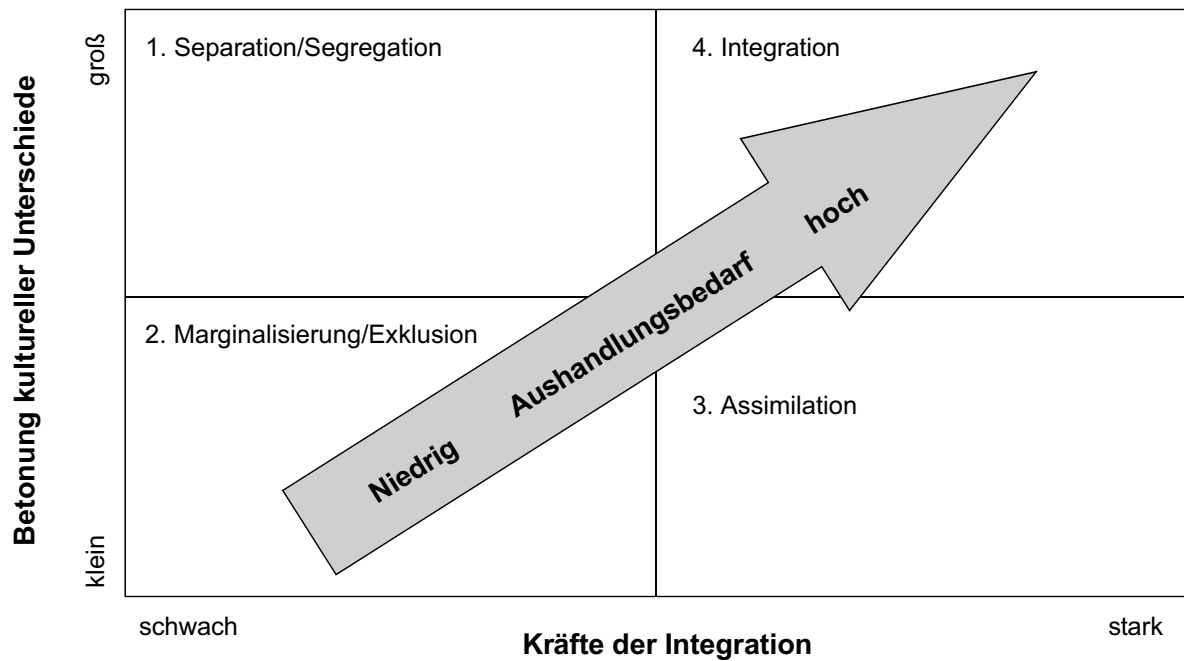 Betonung kultureller Unterschiede
groß
klein
1. Separation/Segregation
4. Integration
2. Marginalisierung/Exklusion
3. Assimilation
Niedrig Aushandlungsbedarf hoch
schwach
stark
Kräfte der Integration